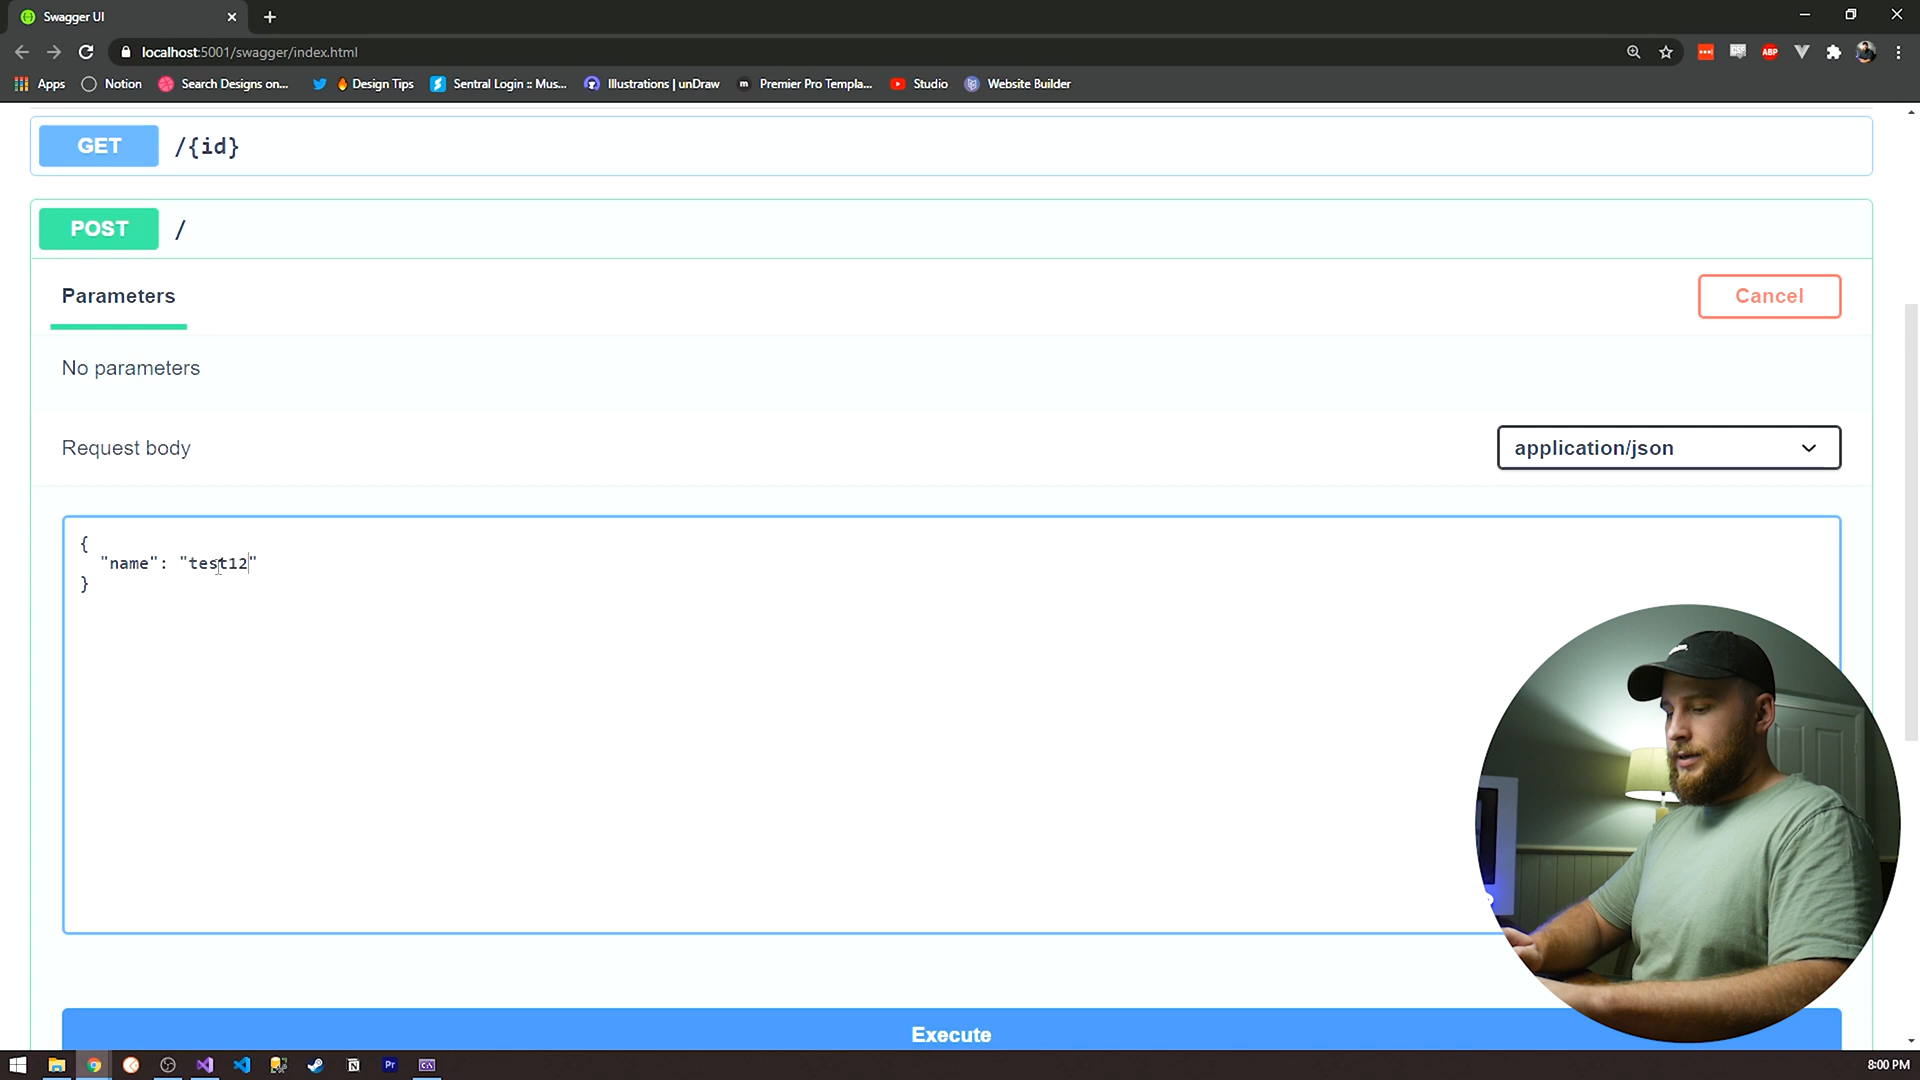 Swagger UI
localhost:5001/swagger/index.html
ABP
Apps
Notion
Search Designs on...
Design Tips
Sentral Login :: Mus...
Illustrations | unDraw
m
Premier Pro Templa...
Studio
Website Builder
GET /{id}
POST /
Parameters
Cancel
No parameters
Request body
application/json
{
"name": "test12"
}
Execute
Pr
8:00 PM